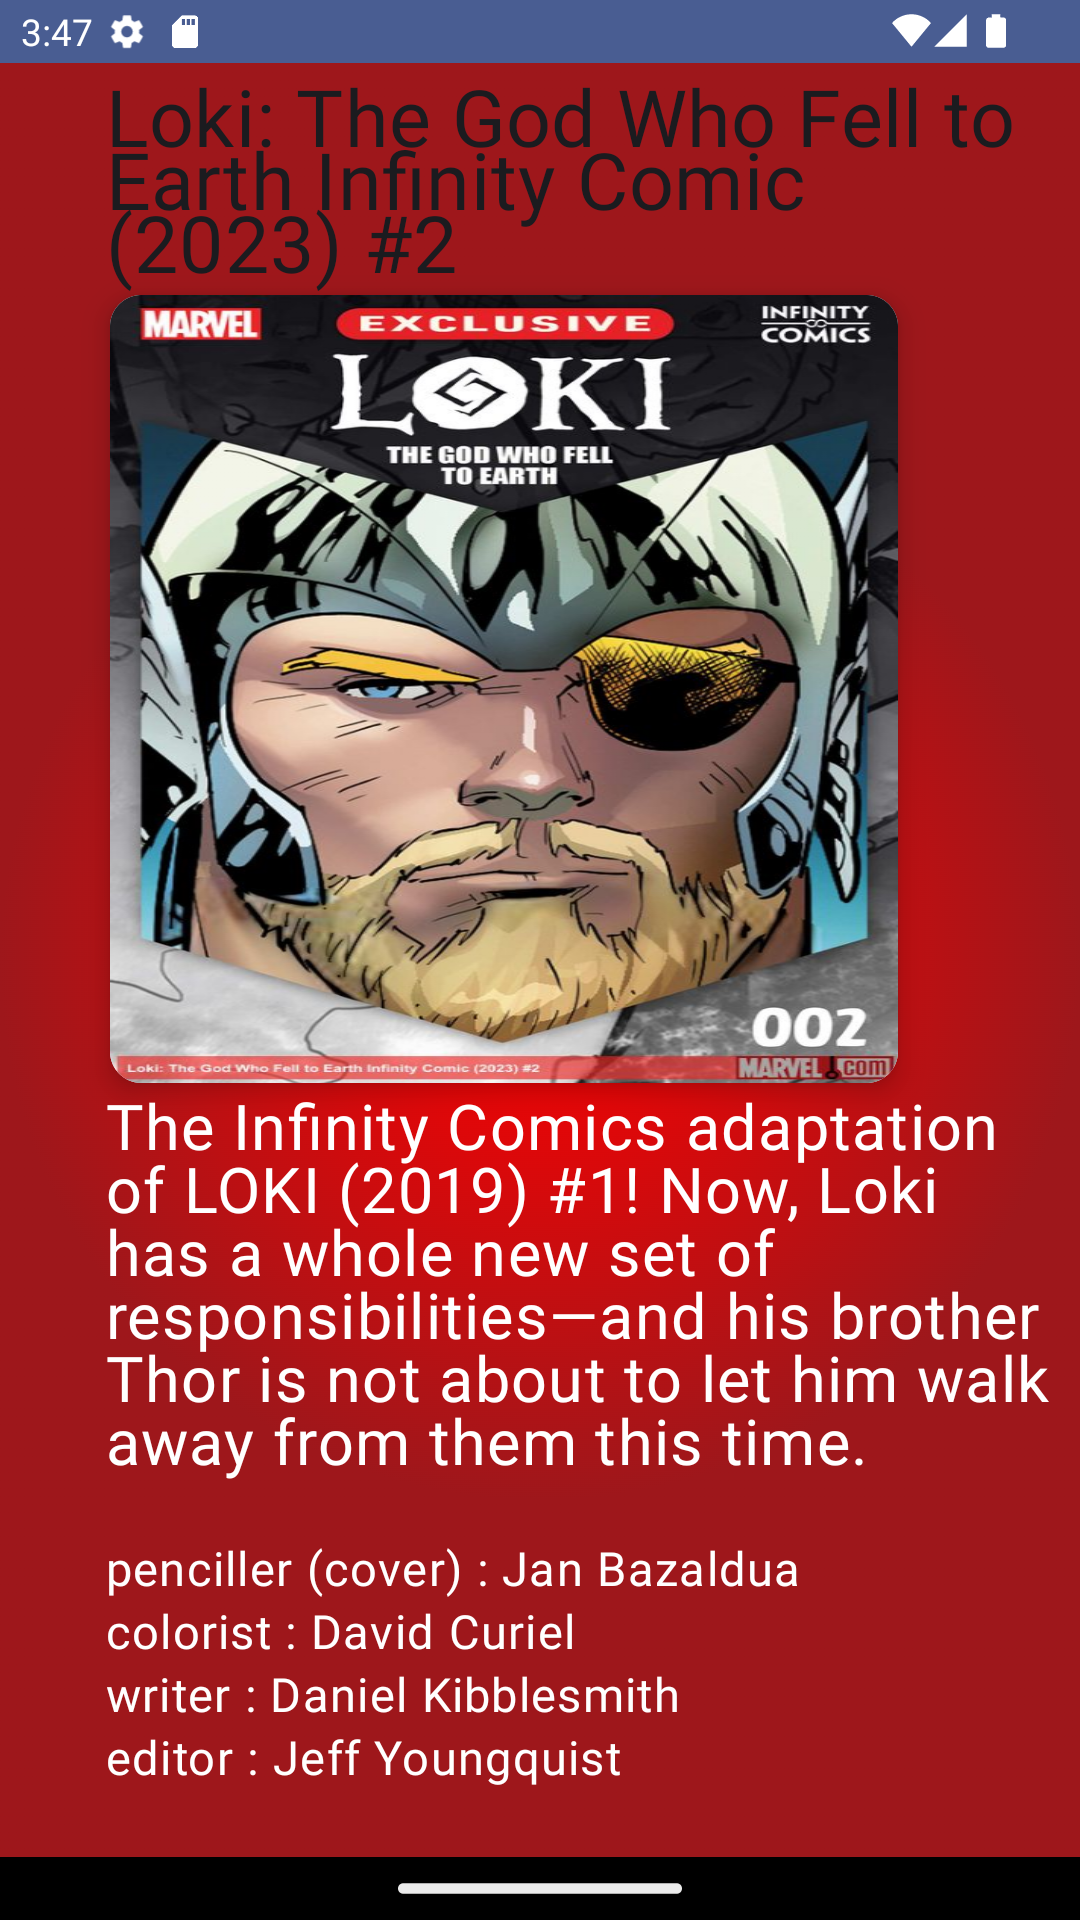 3:47
Loki: The God Who Fell to
Earth Infinity Comic
(2023) #2
MARVEL
EXCLUSIVE
INFINITY
COMICS
LOKI
THE GOD WHO FELL
TO EARTH
002
Loki: The God Who Fell to Earth Infinity Comic (2023) #2
MARVEL.com
The Infinity Comics adaptation
of LOKI (2019) #1! Now, Loki
has a whole new set of
responsibilities—and his brother
Thor is not about to let him walk
away from them this time.
penciller (cover) : Jan Bazaldua
colorist : David Curiel
writer : Daniel Kibblesmith
editor : Jeff Youngquist